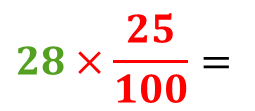 28 × 25/100 =